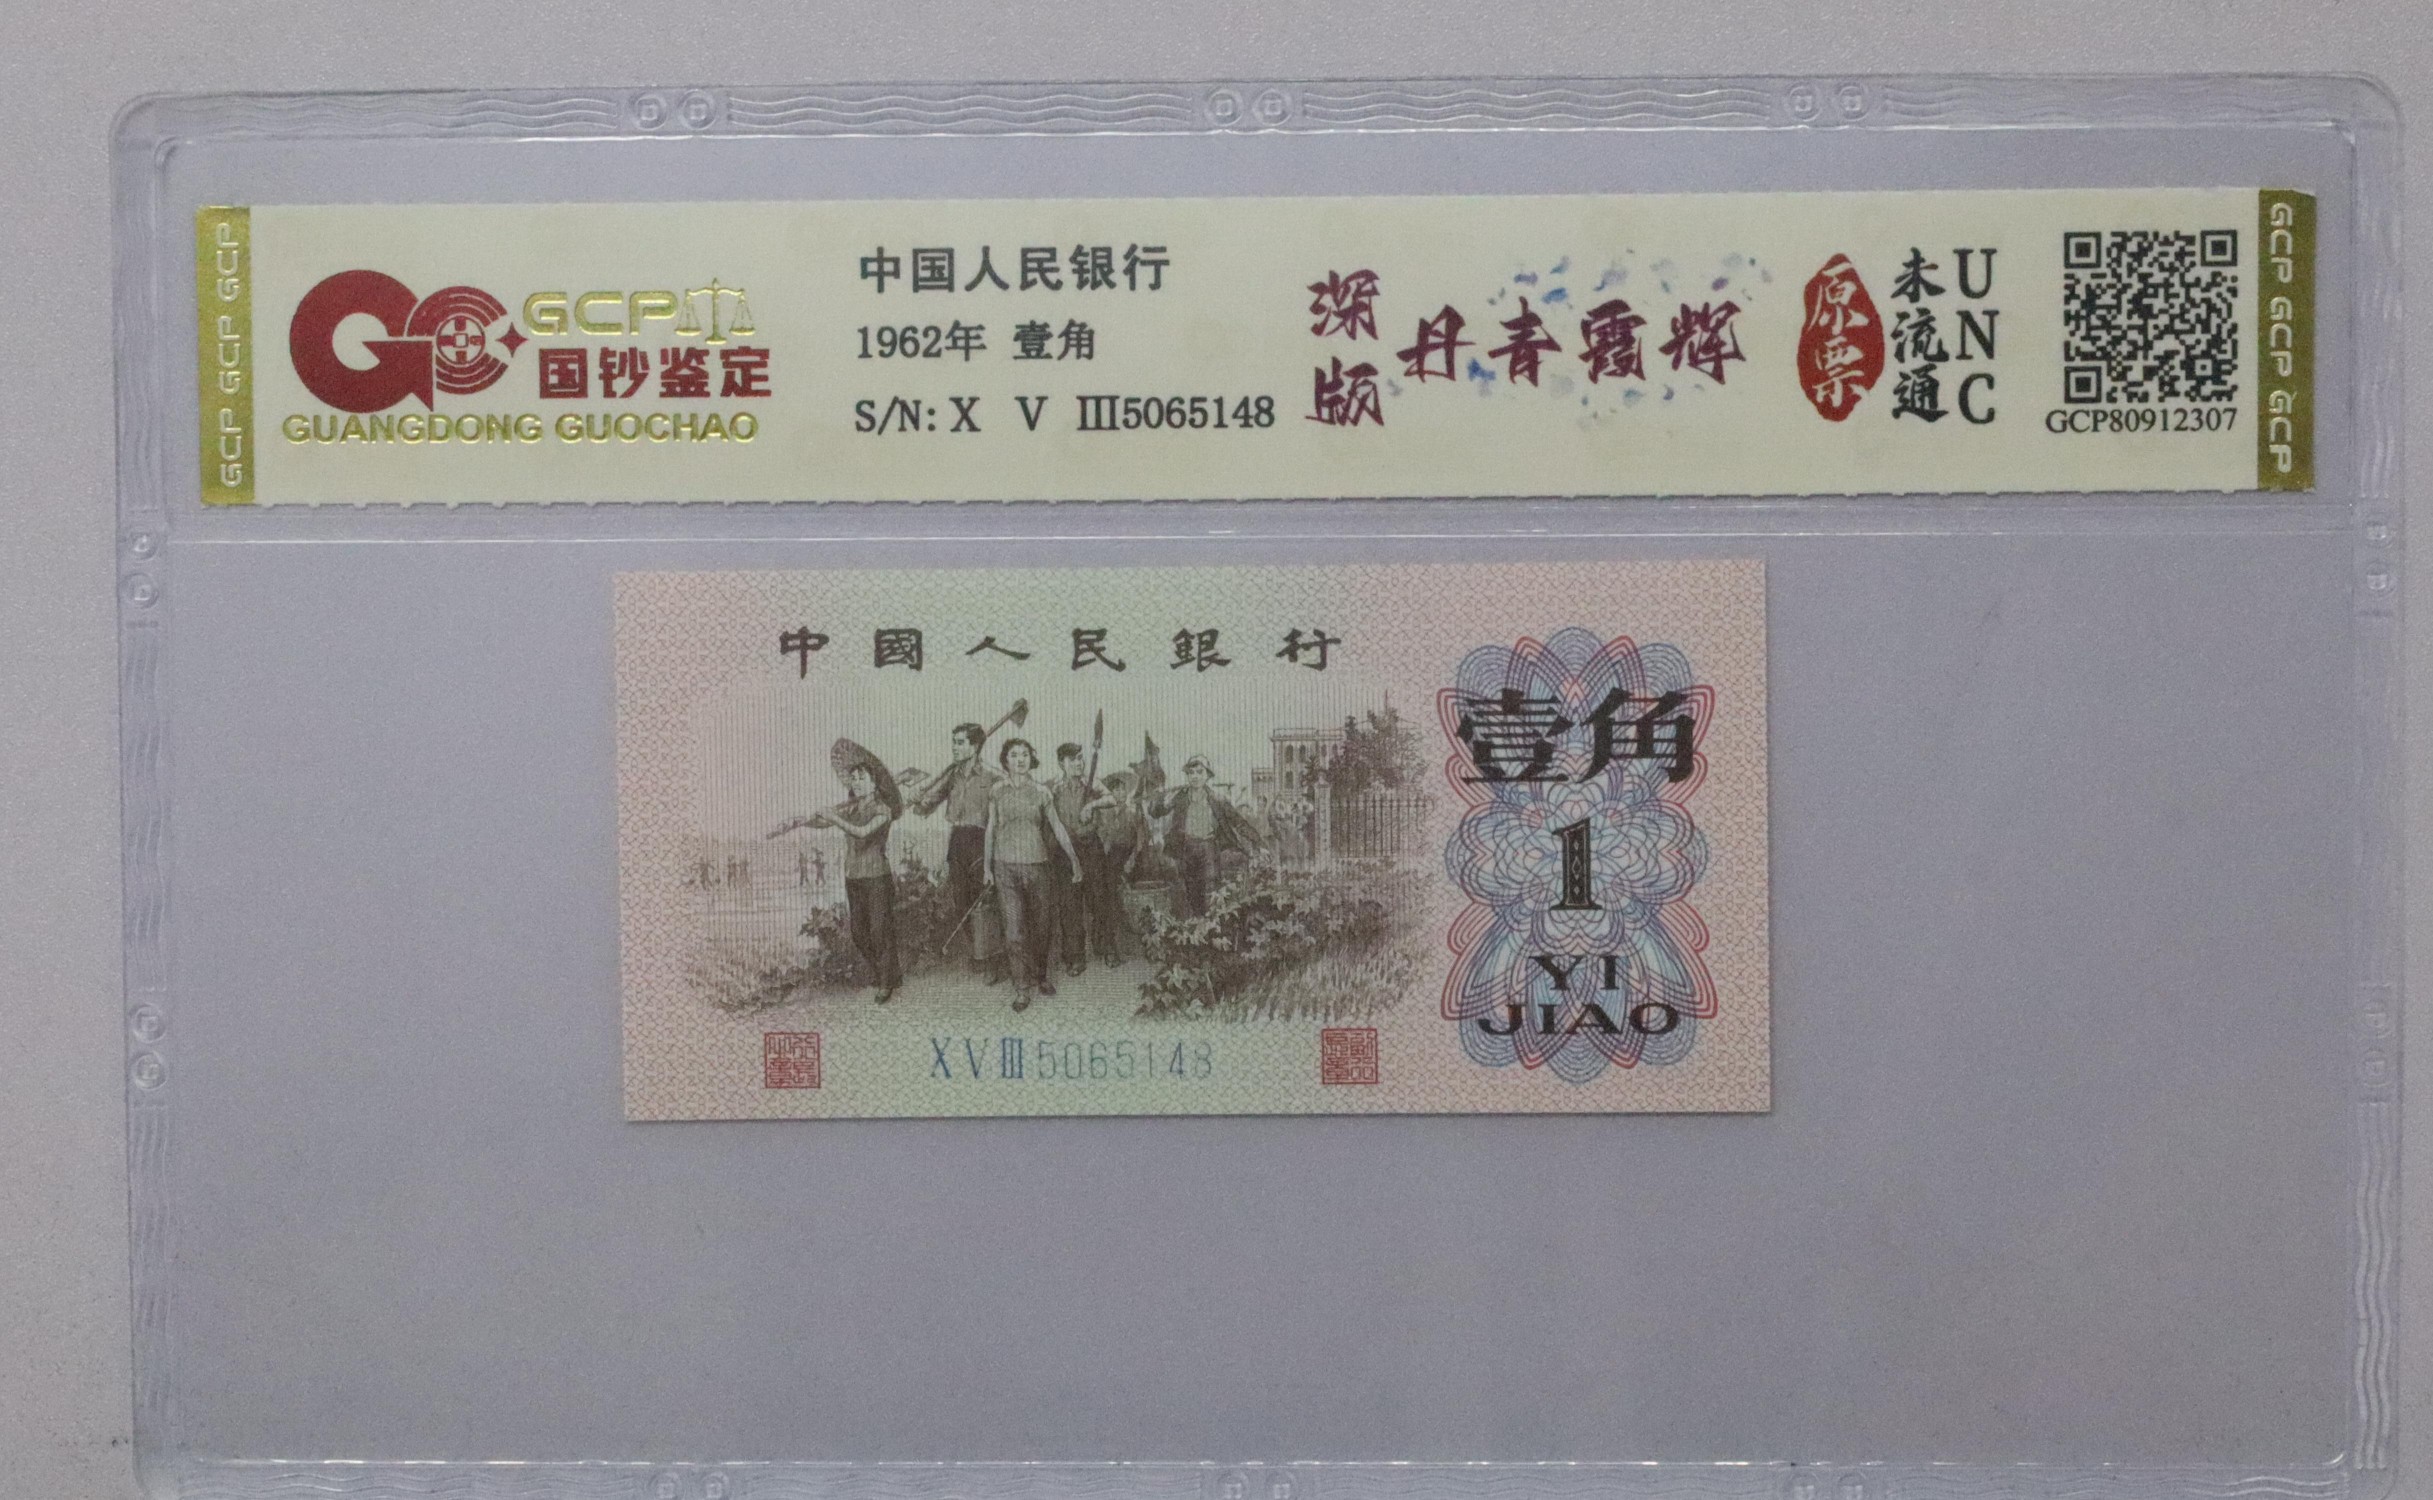 GCP GCP GCP
GCP
国钞鉴定
GUANGDONG GUOCHAO
中国人民银行
1962年 壹角
S/N: X V Ⅲ5065148
深版
丹青霞辉
原票
未流通
UNC
GCP80912307
GCP GCP GCP
中國人民銀行
壹角
1
YI
JIAO
X V Ⅲ 5065148